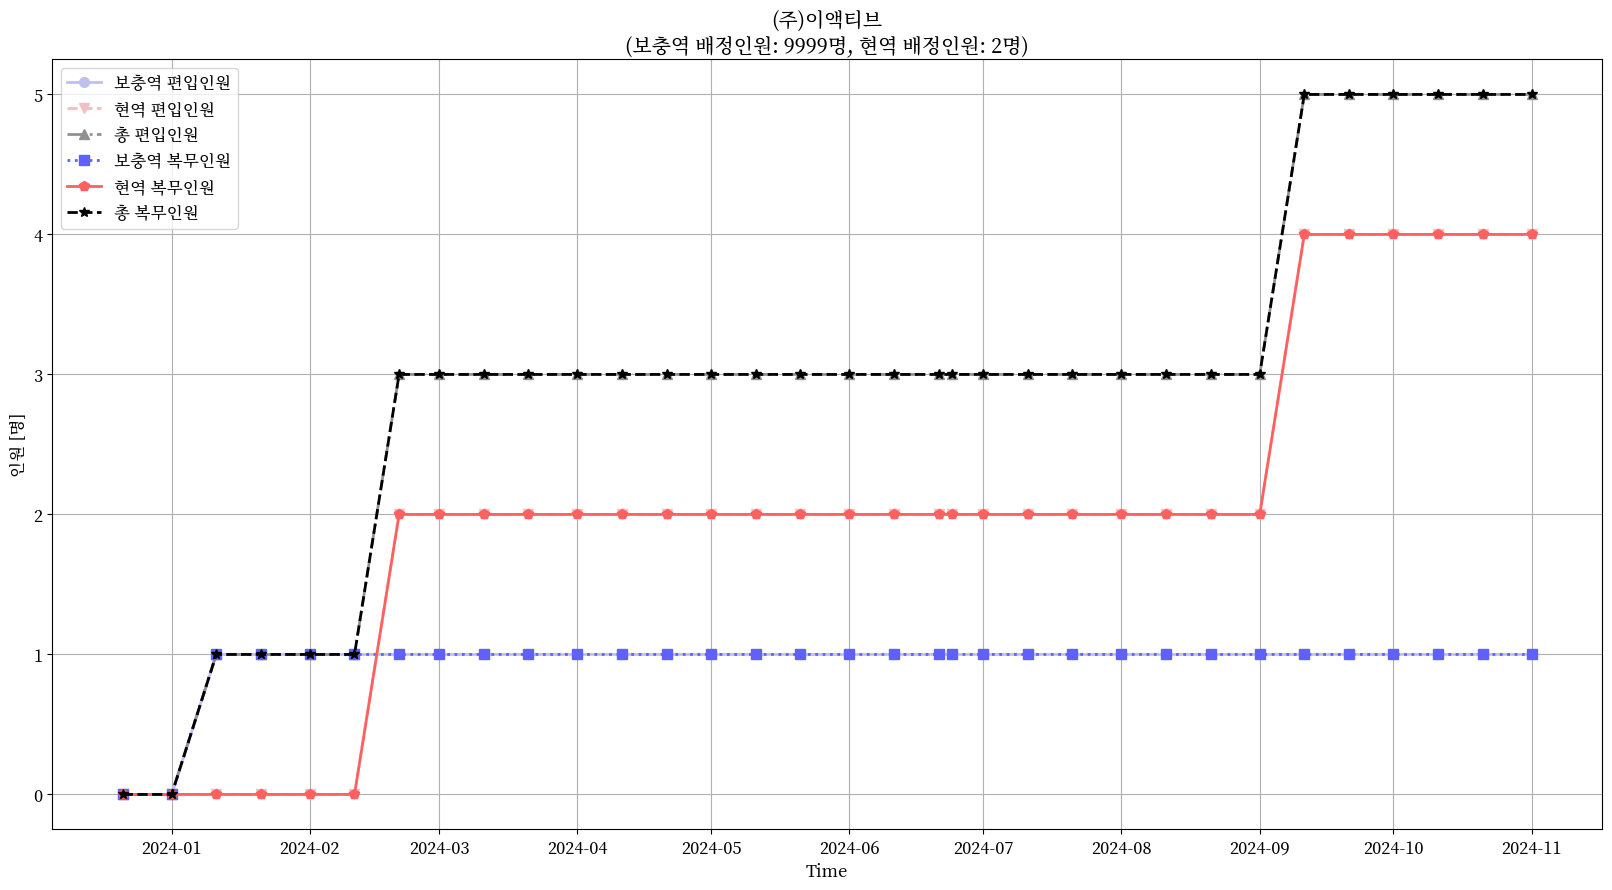 (주)이액티브
(보충역 배정인원: 9999명, 현역 배정인원: 2명)
보충역 편입인원
현역 편입인원
총 편입인원
보충역 복무인원
현역 복무인원
총 복무인원
5
4
3
2
1
0
인원 [명]
2024-01
2024-02
2024-03
2024-04
2024-05
2024-06
2024-07
2024-08
2024-09
2024-10
2024-11
Time